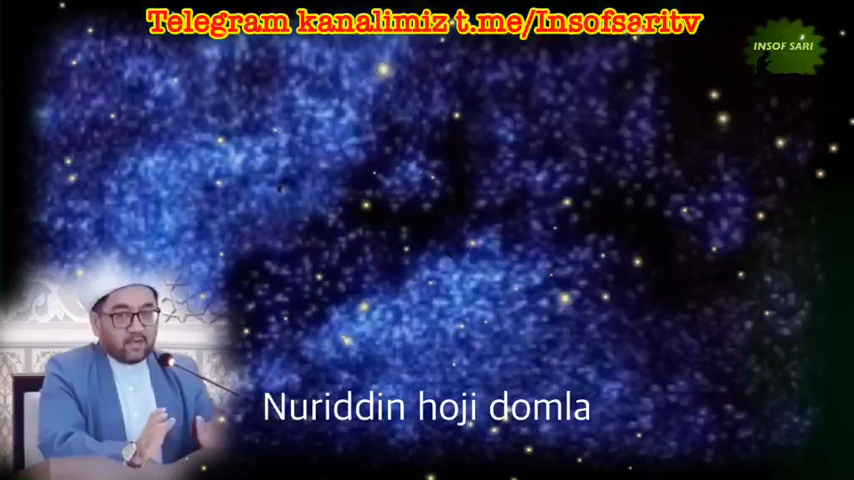 Telegram kanalimiz t.me/Insofsaritv
INSOF SARI
Nuriddin hoji domla